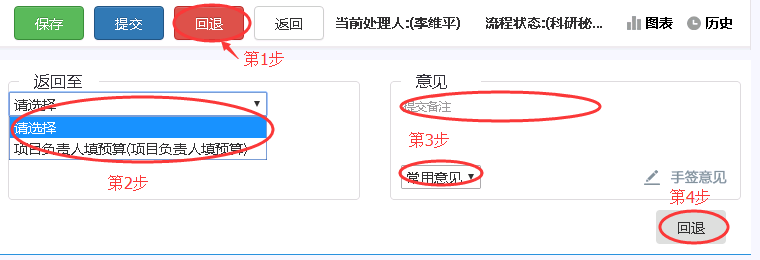 保存 提交 回退 返回 当前处理人:(李维平) 流程状态:(科研秘... 图表 历史
第1步
返回至 意见
请选择 提交备注
请选择
项目负责人填预算(项目负责人填预算)
第3步
第2步 常用意见 手签意见
第4步
回退